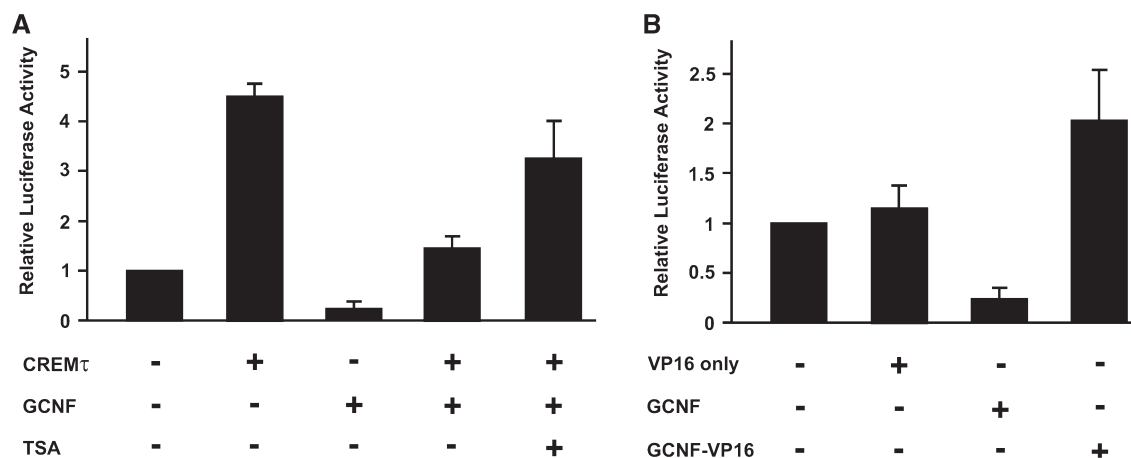 A
Relative Luciferase Activity
5
4
3
2
1
0
CREMτ - + - + +
GCNF - - + + +
TSA - - - - +
B
Relative Luciferase Activity
2.5
2
1.5
1
0.5
0
VP16 only - + - -
GCNF - - + -
GCNF-VP16 - - - +